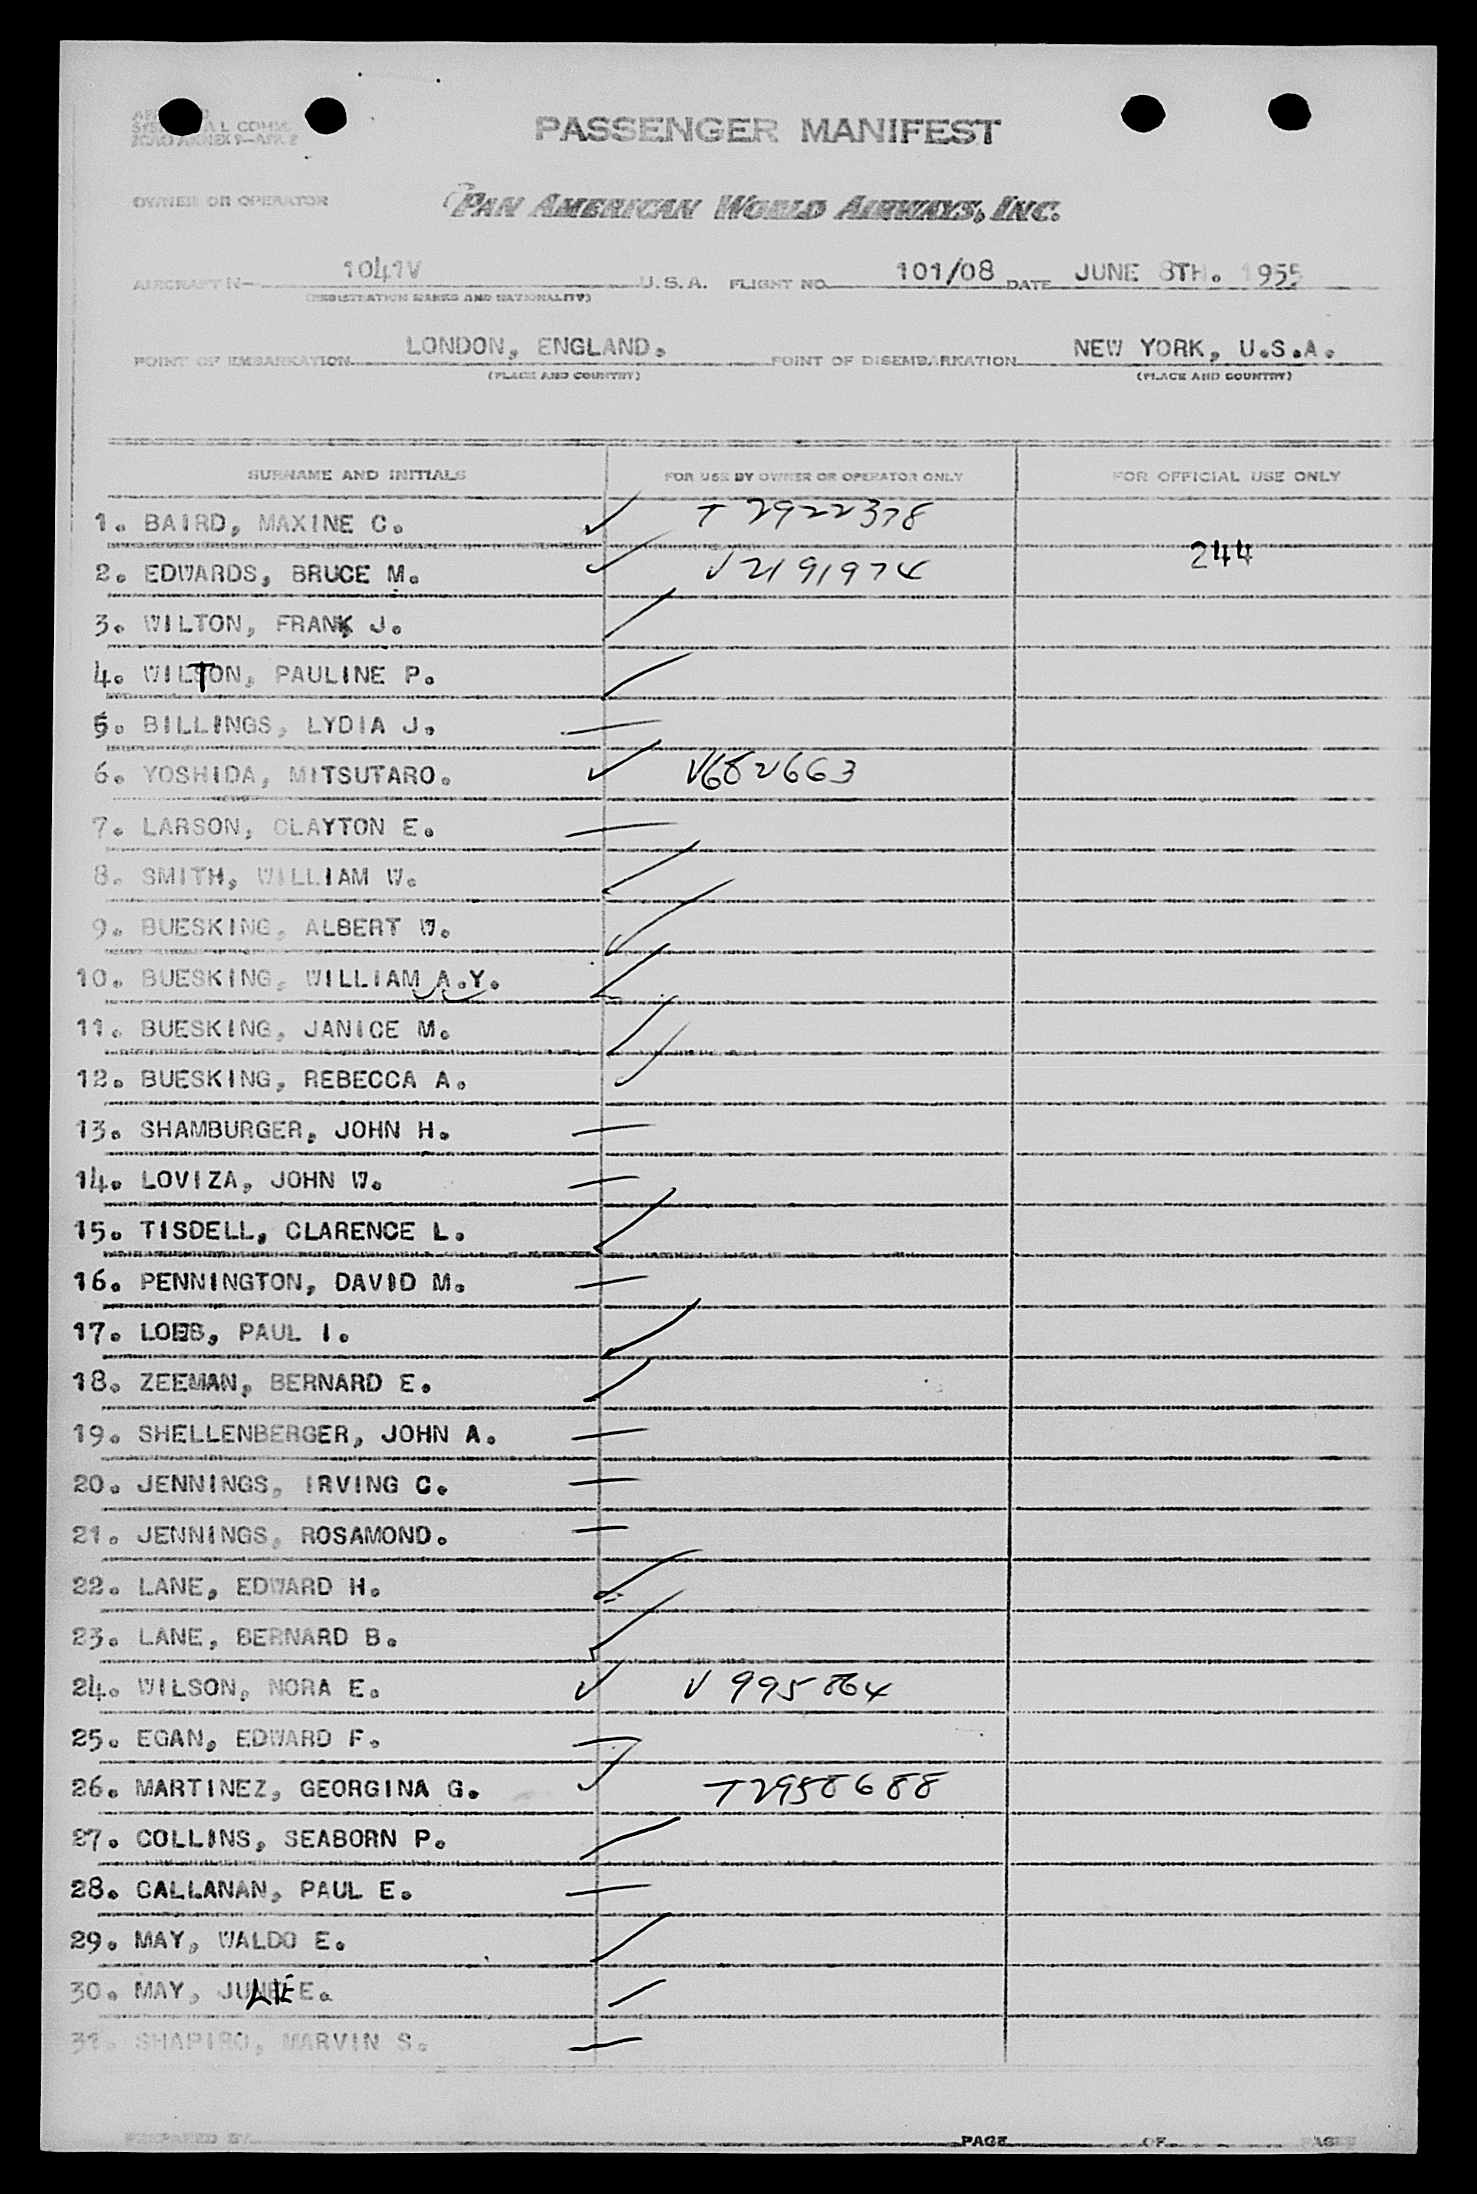 PASSENGER MANIFEST
OWNER OR OPERATOR PAN AMERICAN WORLD AIRWAYS, INC.
AIRCRAFT N- 1041V U.S.A. FLIGHT NO. 101/08 DATE JUNE 8TH. 1955
(REGISTRATION MARKS AND NATIONALITY)
POINT OF EMBARKATION LONDON, ENGLAND. POINT OF DISEMBARKATION NEW YORK, U.S.A.
(PLACE AND COUNTRY) (PLACE AND COUNTRY)
SURNAME AND INITIALS FOR USE BY OWNER OR OPERATOR ONLY FOR OFFICIAL USE ONLY
1. BAIRD, MAXINE C. ✓ T 2922378
244
2. EDWARDS, BRUCE M. ✓ V2191974
3. WILTON, FRANK J.
4. WILTON, PAULINE P.
5. BILLINGS, LYDIA J.
6. YOSHIDA, MITSUTARO. ✓ V682663
7. LARSON, CLAYTON E.
8. SMITH, WILLIAM W.
9. BUESKING, ALBERT W.
10. BUESKING, WILLIAM A.Y.
11. BUESKING, JANICE M.
12. BUESKING, REBECCA A.
13. SHAMBURGER, JOHN H.
14. LOVIZA, JOHN W.
15. TISDELL, CLARENCE L.
16. PENNINGTON, DAVID M.
17. LOEB, PAUL I.
18. ZEEMAN, BERNARD E.
19. SHELLENBERGER, JOHN A.
20. JENNINGS, IRVING C.
21. JENNINGS, ROSAMOND.
22. LANE, EDWARD H.
23. LANE, BERNARD B.
24. WILSON, NORA E. ✓ V 995864
25. EGAN, EDWARD F.
26. MARTINEZ, GEORGINA G. ✓ T2958688
27. COLLINS, SEABORN P.
28. CALLANAN, PAUL E.
29. MAY, WALDO E.
30. MAY, JULIE E.
31. SHAPIRO, MARVIN S.
PREPARED BY PAGE OF PAGES